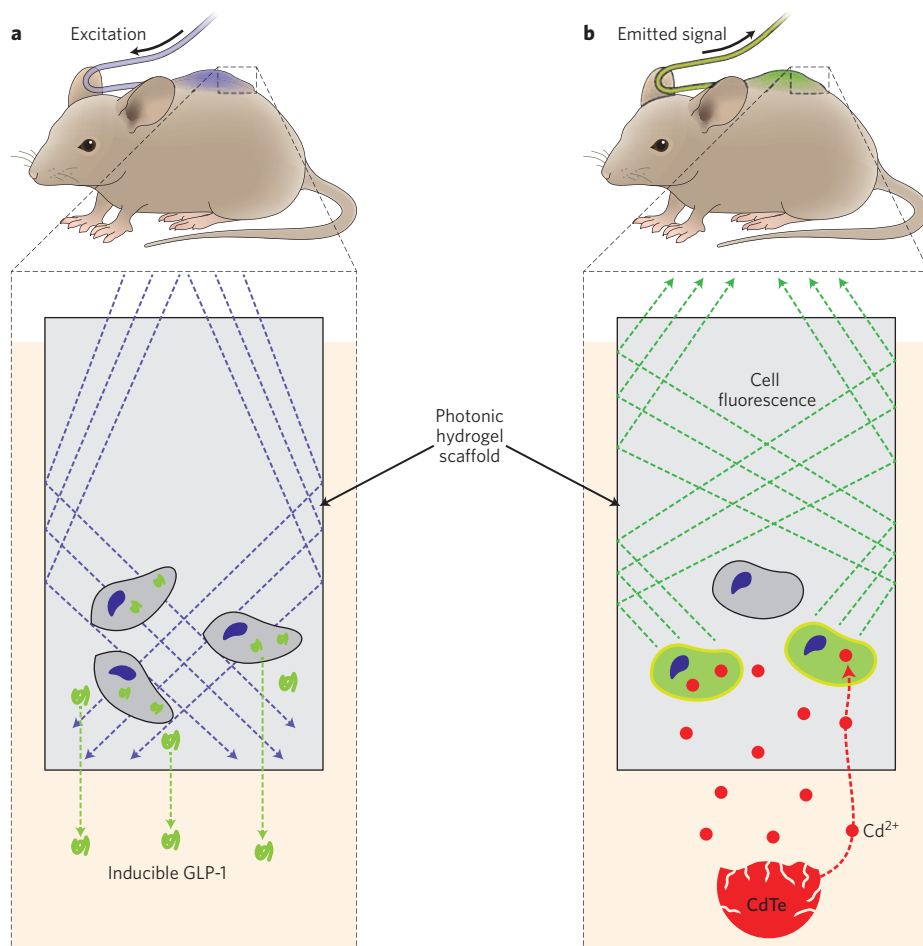 a
Excitation
b
Emitted signal
Photonic
hydrogel
scaffold
Cell
fluorescence
Inducible GLP-1
Cd²⁺
CdTe